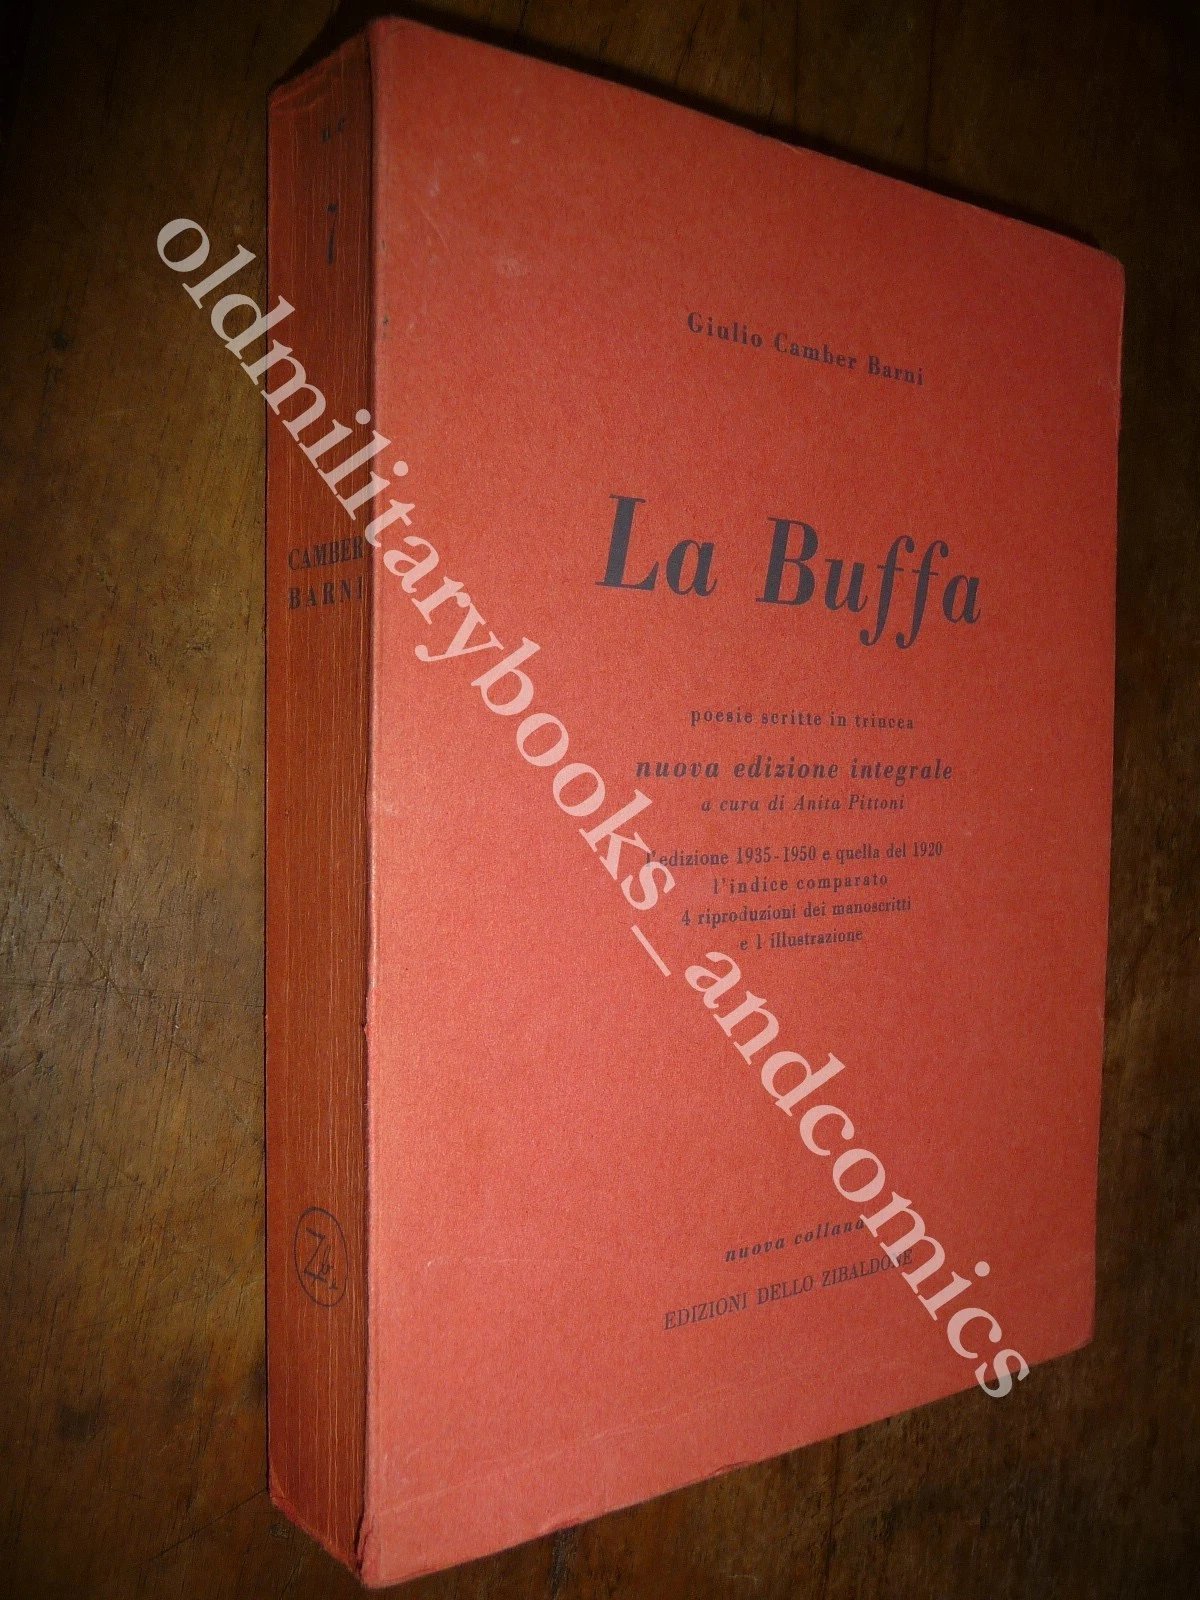 Giulio Camber Barni
La Buffa
poesie scritte in trincea
nuova edizione integrale
a cura di Anita Pittoni
l'edizione 1935-1950 e quella del 1920
l'indice comparato
4 riproduzioni dei manoscritti
e 1 illustrazione
nuova collana
EDIZIONI DELLO ZIBALDONE
CAMBER
BARNI
oldmilitarybooks_andcomics